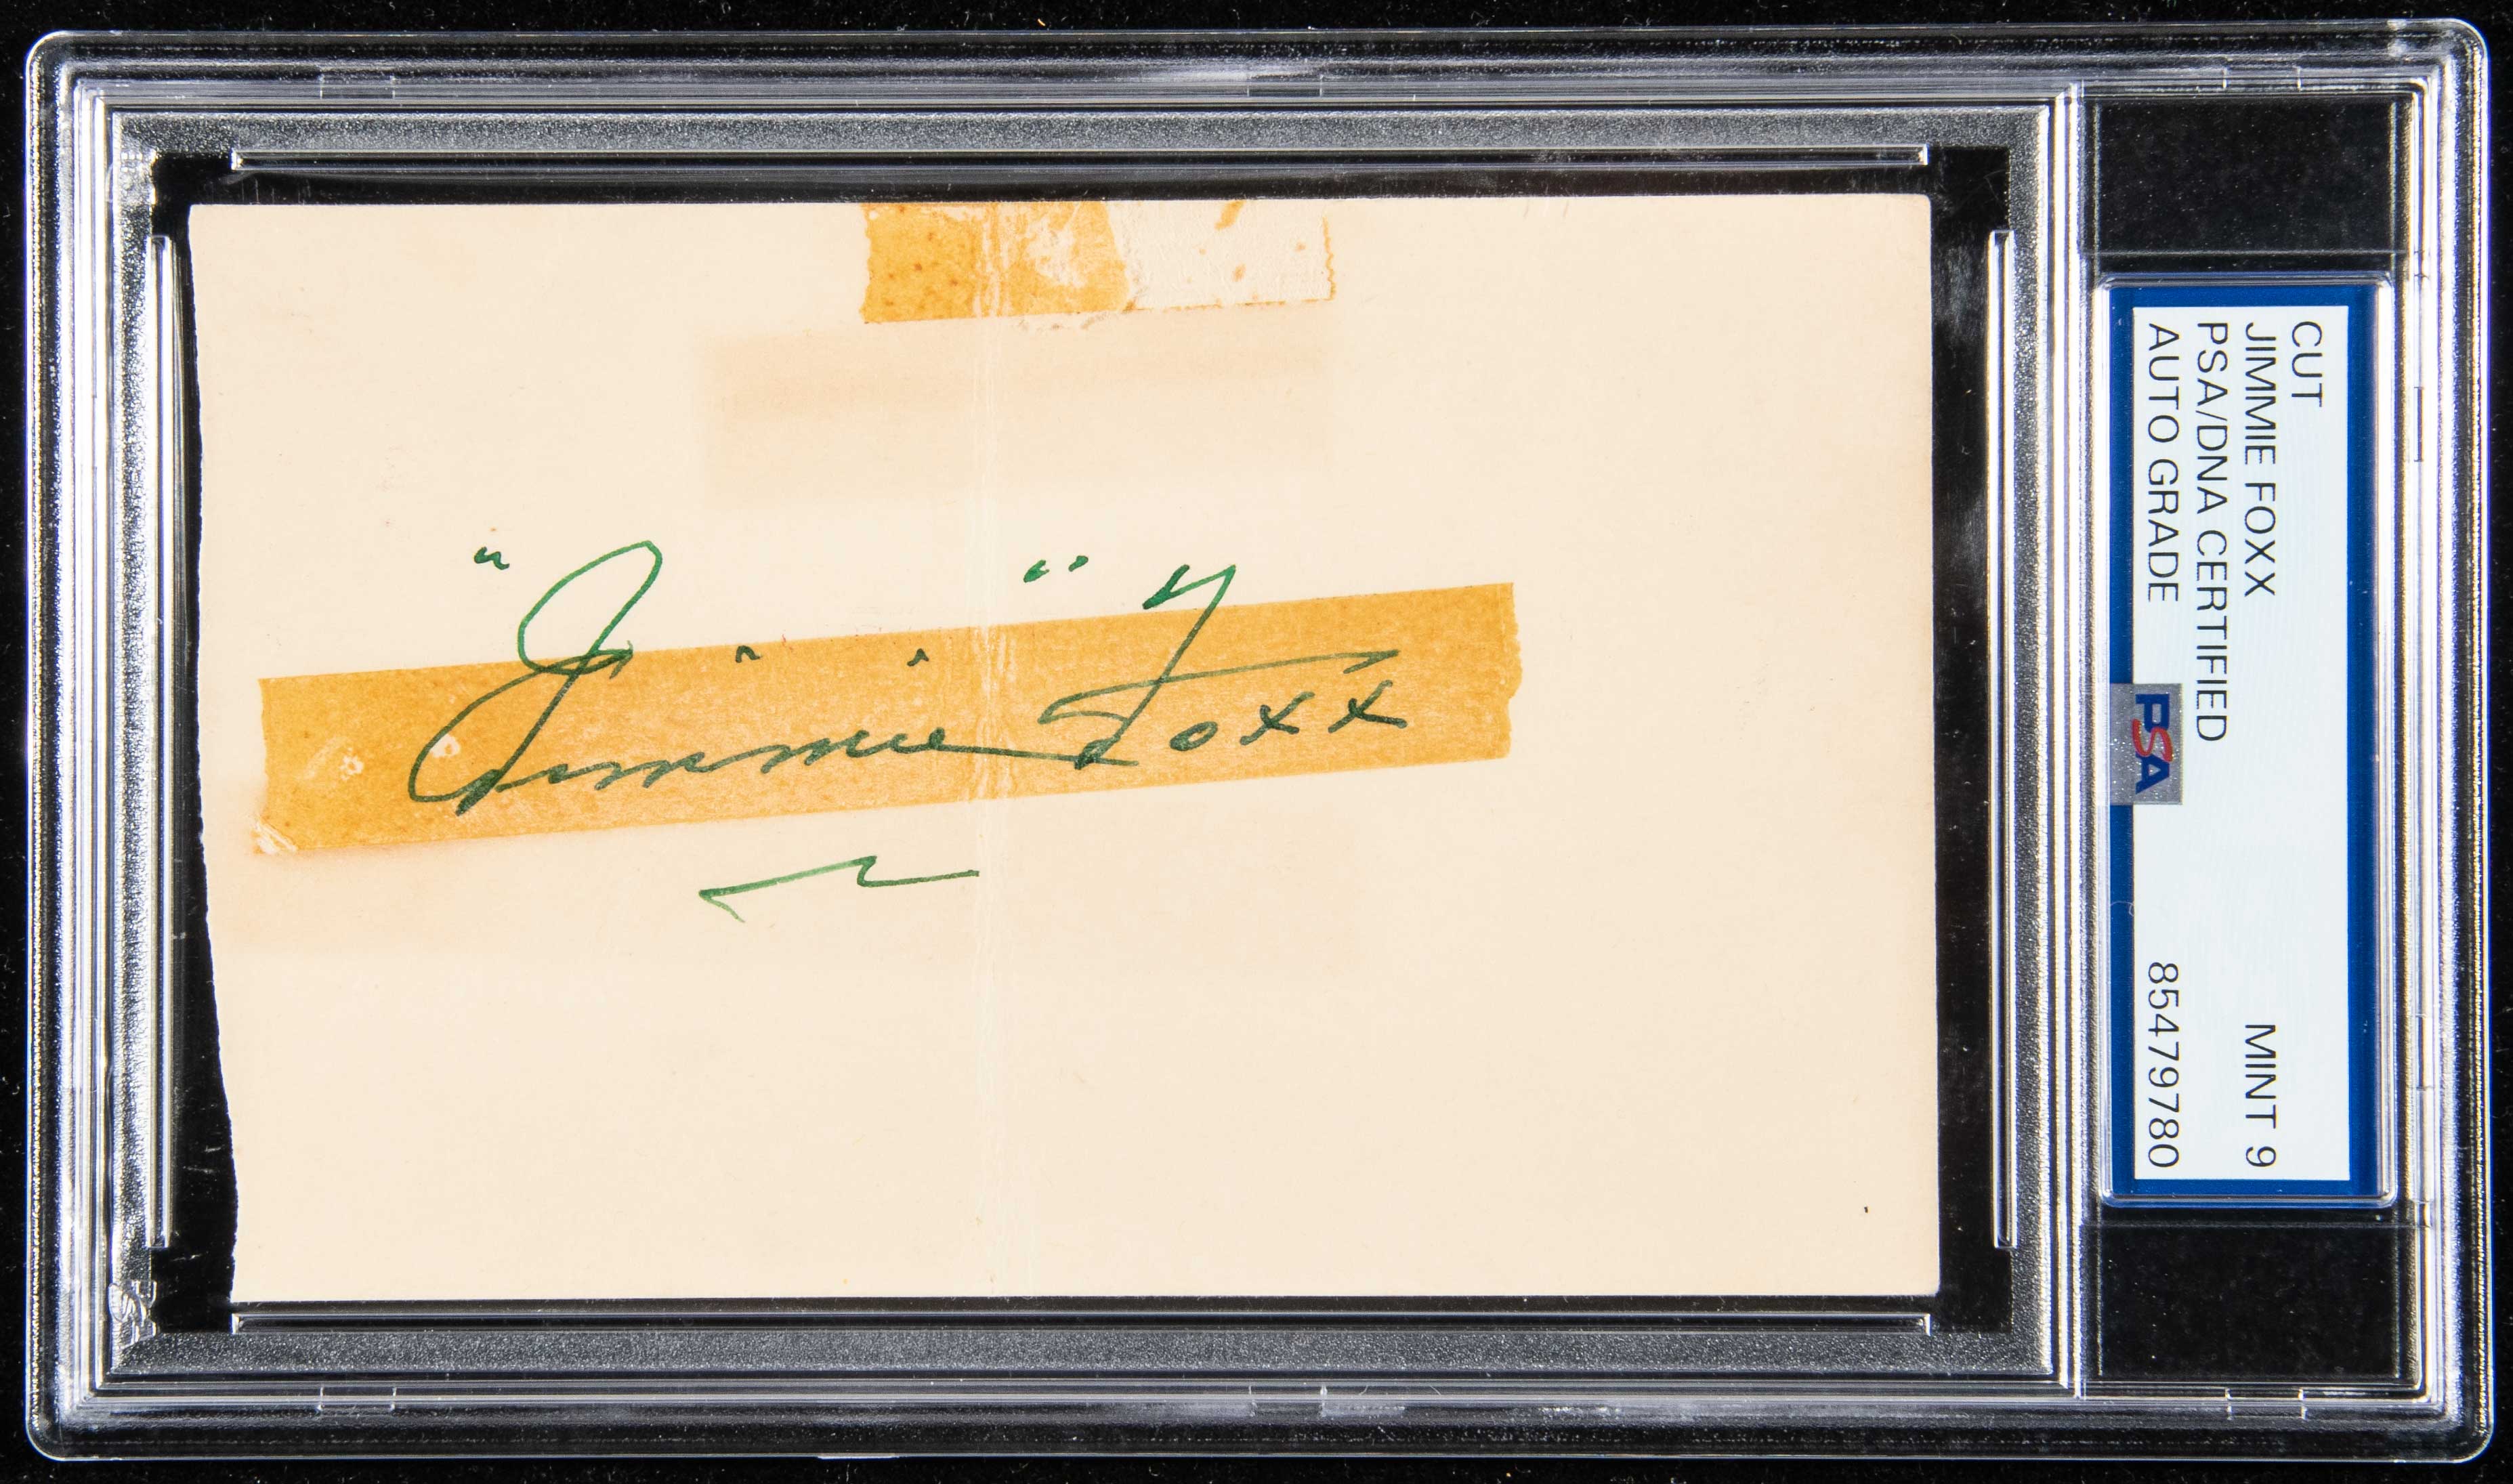 "Jimmie" Foxx
CUT
JIMMIE FOXX MINT 9
PSA/DNA CERTIFIED
AUTO GRADE 85479780
PSA